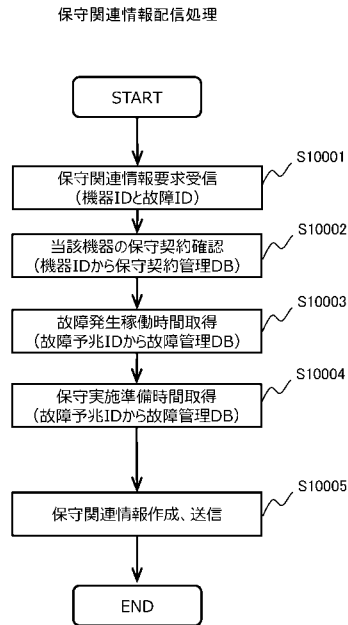 保守関連情報配信処理
START
S10001
保守関連情報要求受信
(機器IDと故障ID)
S10002
当該機器の保守契約確認
(機器IDから保守契約管理DB)
S10003
故障発生稼働時間取得
(故障予兆IDから故障管理DB)
S10004
保守実施準備時間取得
(故障予兆IDから故障管理DB)
S10005
保守関連情報作成、送信
END